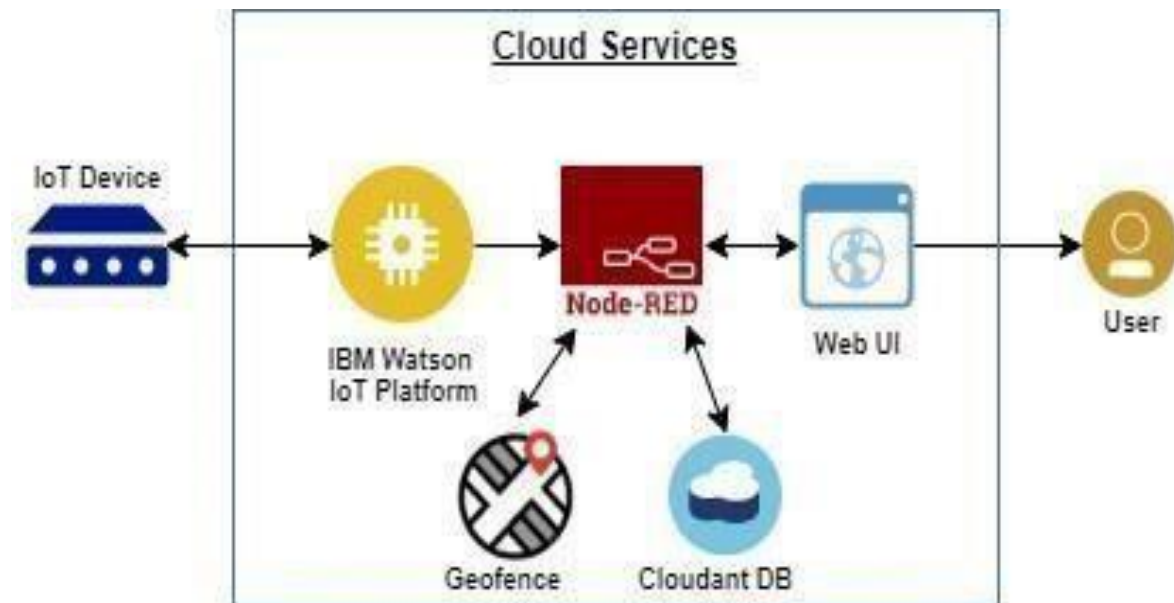 Cloud Services
IoT Device
Node-RED
IBM Watson
IoT Platform
Web UI
User
Geofence
Cloudant DB